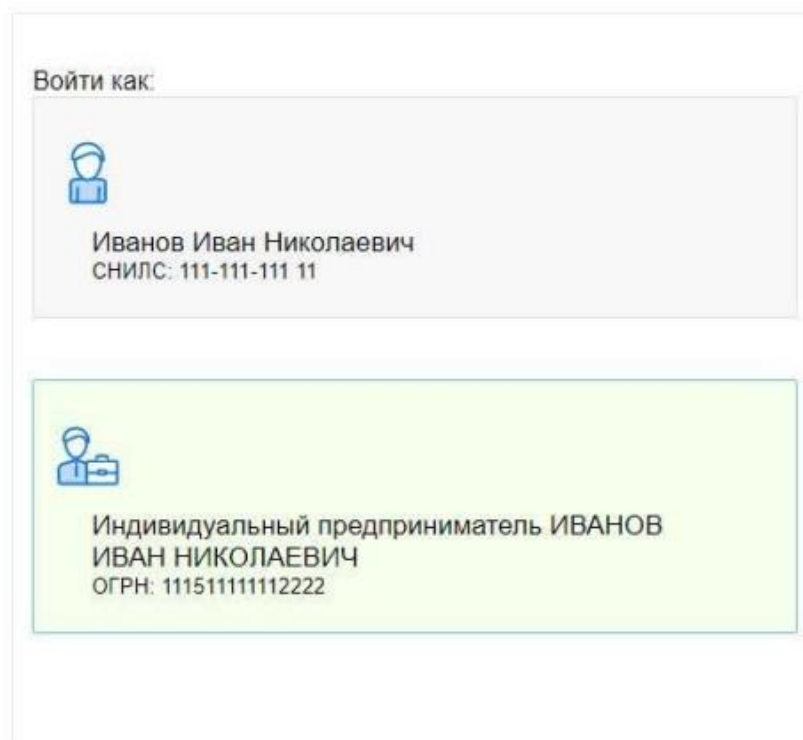 Войти как:
Иванов Иван Николаевич
СНИЛС: 111-111-111 11
Индивидуальный предприниматель ИВАНОВ
ИВАН НИКОЛАЕВИЧ
ОГРН: 111511111112222